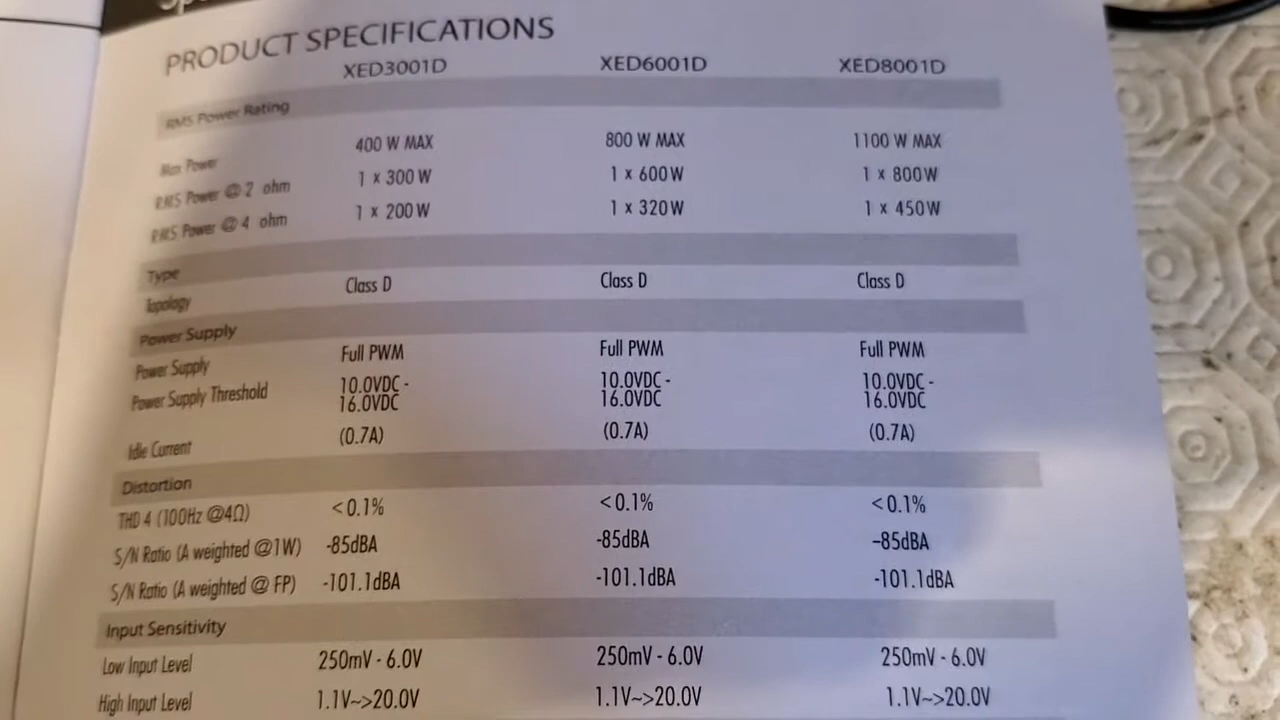 PRODUCT SPECIFICATIONS
XED3001D XED6001D XED8001D
RMS Power Rating
Max Power 400 W MAX 800 W MAX 1100 W MAX
RMS Power @ 2 ohm 1 x 300 W 1 x 600W 1 x 800W
RMS Power @ 4 ohm 1 x 200 W 1 x 320W 1 x 450W
Type
Topology Class D Class D Class D
Power Supply
Power Supply Full PWM Full PWM Full PWM
Power Supply Threshold 10.0VDC - 10.0VDC - 10.0VDC -
16.0VDC 16.0VDC 16.0VDC
Idle Current (0.7A) (0.7A) (0.7A)
Distortion
THD 4 (100Hz @4Ω) <0.1% <0.1% <0.1%
S/N Ratio (A weighted @1W) -85dBA -85dBA -85dBA
S/N Ratio (A weighted @ FP) -101.1dBA -101.1dBA -101.1dBA
Input Sensitivity
Low Input Level 250mV - 6.0V 250mV - 6.0V 250mV - 6.0V
High Input Level 1.1V~>20.0V 1.1V~>20.0V 1.1V~>20.0V